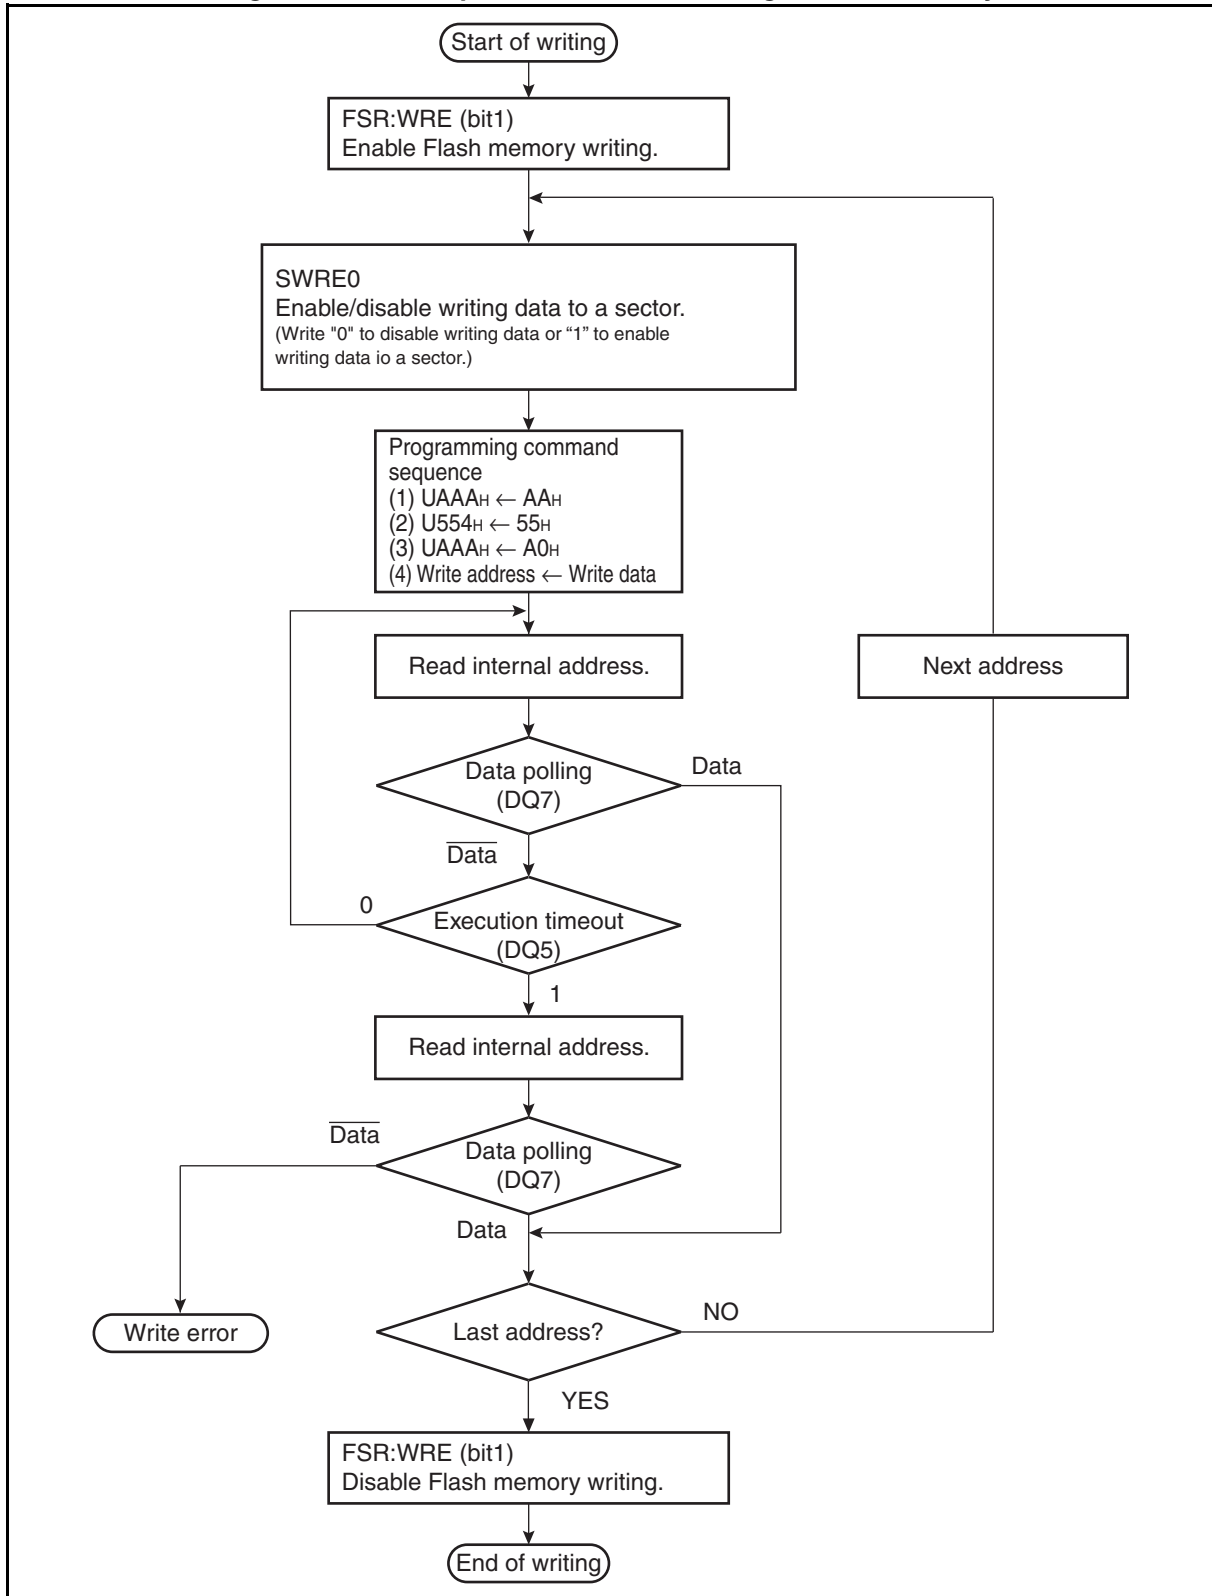 Start of writing
FSR:WRE (bit1)
Enable Flash memory writing.
SWRE0
Enable/disable writing data to a sector.
(Write "0" to disable writing data or “1” to enable
writing data io a sector.)
Programming command
sequence
(1) UAAAH ← AAH
(2) U554H ← 55H
(3) UAAAH ← A0H
(4) Write address ← Write data
Read internal address.
Next address
Data polling
(DQ7)
Data
Data
0
Execution timeout
(DQ5)
1
Read internal address.
Data
Data polling
(DQ7)
Data
NO
Write error
Last address?
YES
FSR:WRE (bit1)
Disable Flash memory writing.
End of writing